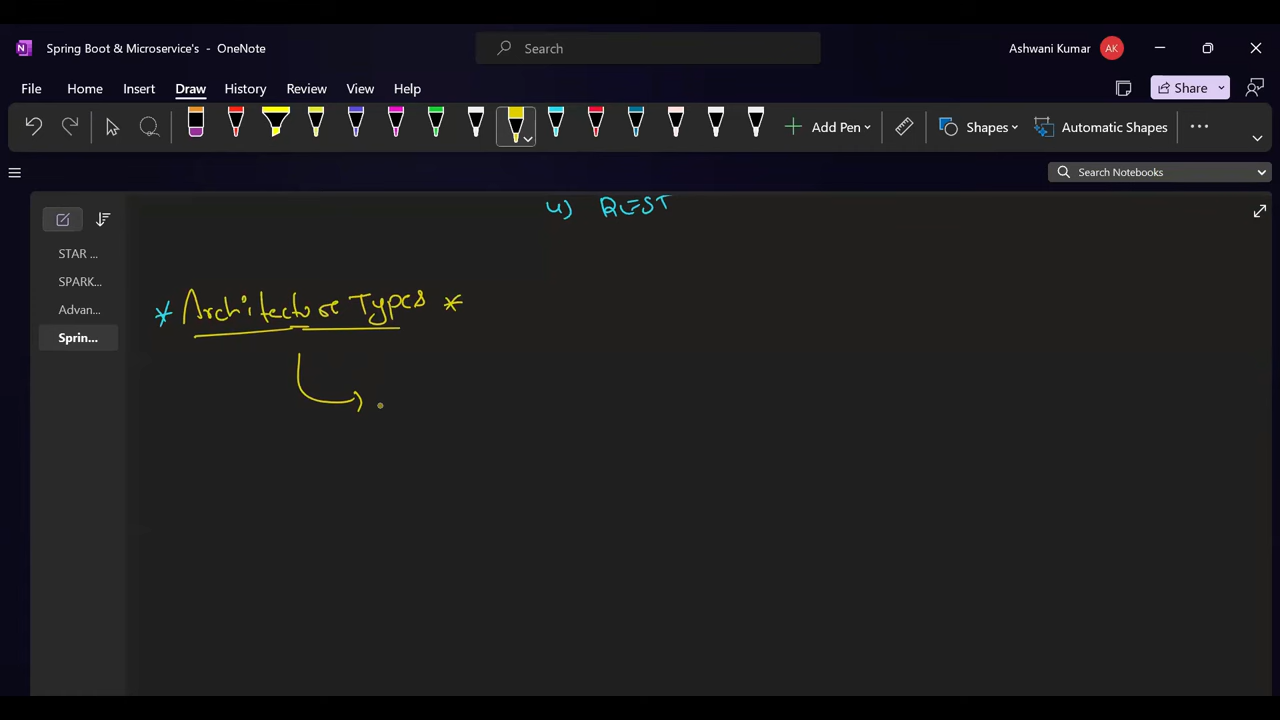 Spring Boot & Microservice's - OneNote
Search
Ashwani Kumar
AK
File Home Insert Draw History Review View Help
Share
Add Pen
Shapes
Automatic Shapes
Search Notebooks
4) REST
STAR ...
SPARK...
Advan...
Sprin...
* Architecture Types *